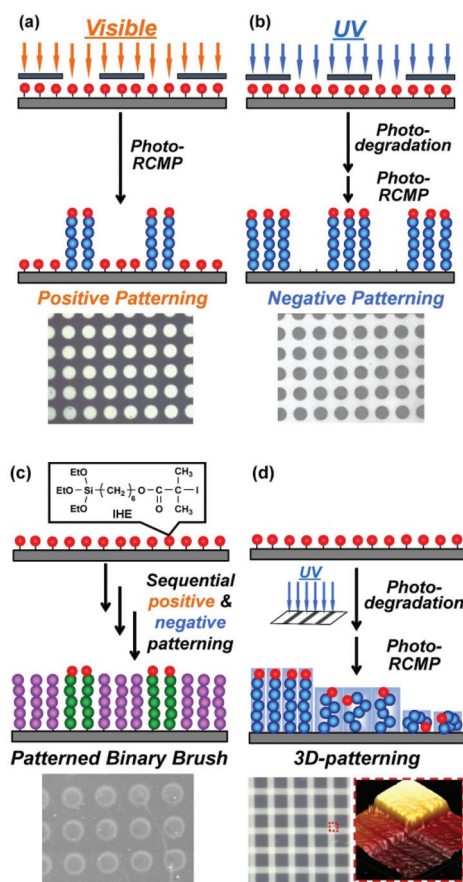 (a)
Visible
Photo-
RCMP
Positive Patterning
(b)
UV
Photo-
degradation
Photo-
RCMP
Negative Patterning
(c)
EtO
CH3
EtO—Si—(CH2)6—O—C—C—I
EtO
O
CH3
IHE
Sequential
positive &
negative
patterning
Patterned Binary Brush
(d)
UV
Photo-
degradation
Photo-
RCMP
3D-patterning